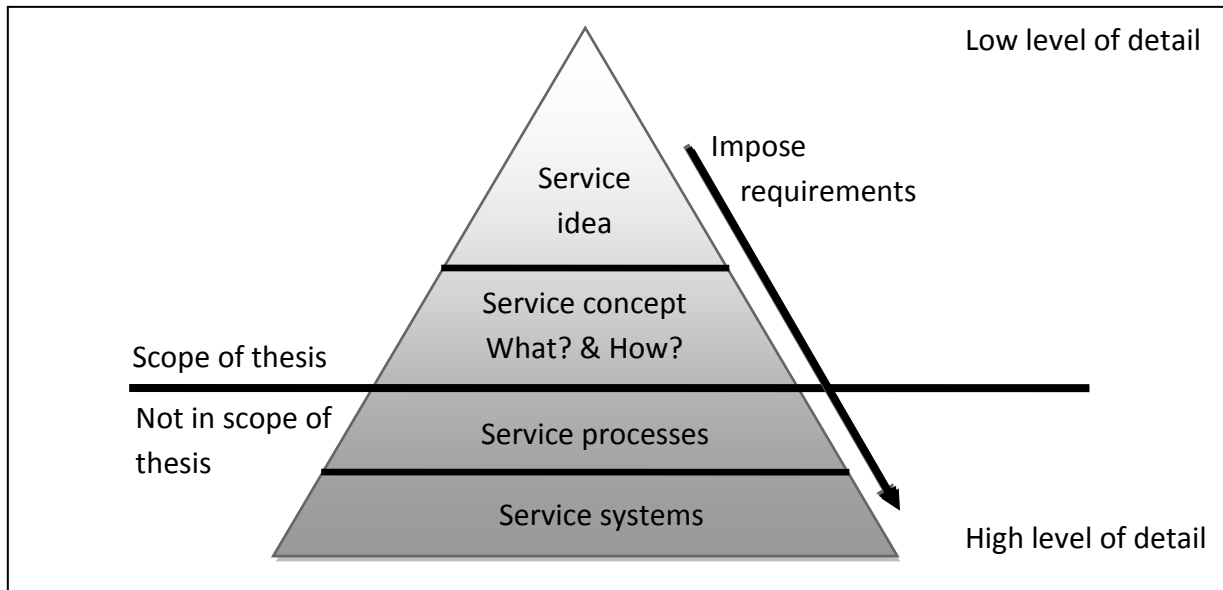 Low level of detail
Impose
requirements
Service
idea
Service concept
What? & How?
Scope of thesis
Not in scope of
thesis
Service processes
Service systems
High level of detail